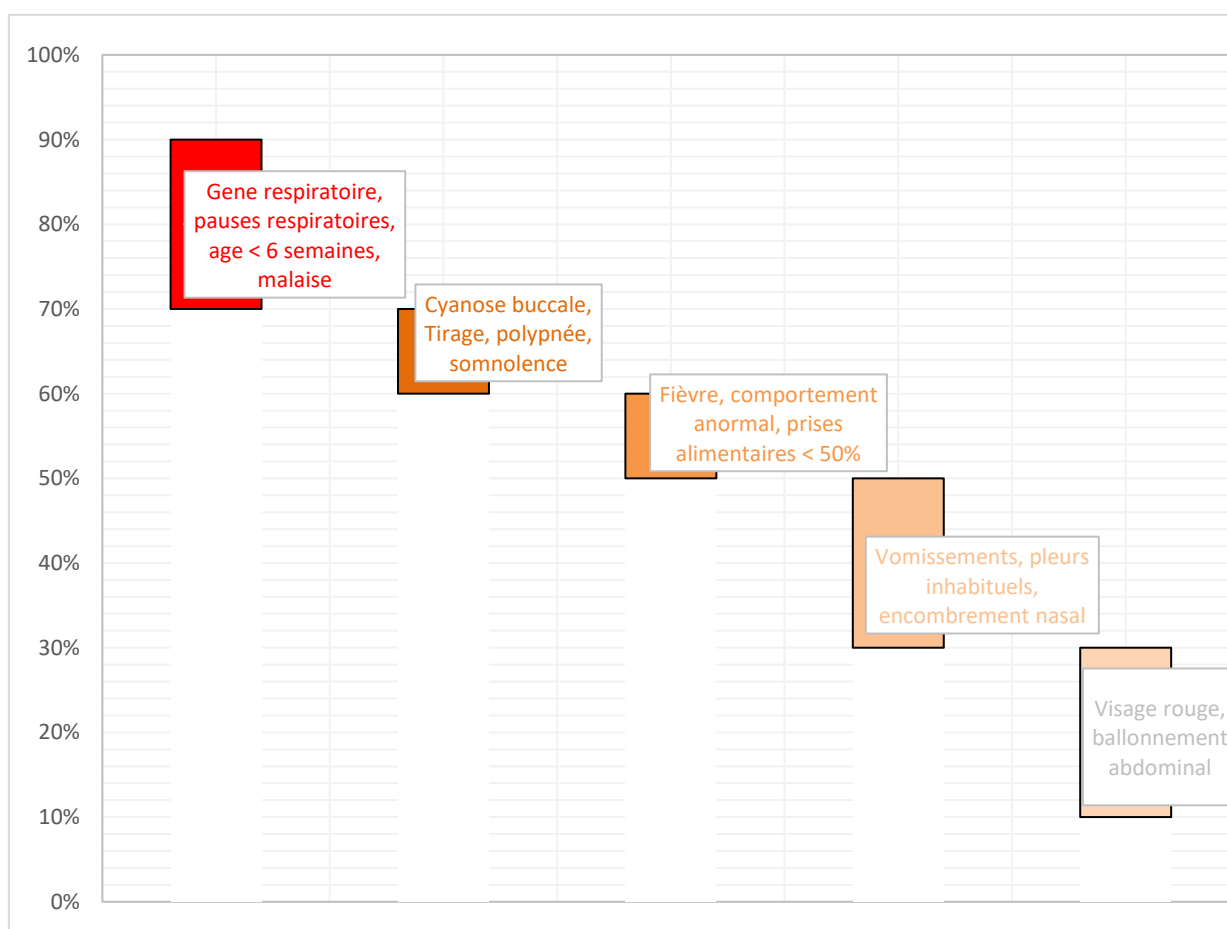 100%
90%
80%
70%
60%
50%
40%
30%
20%
10%
0%
Gene respiratoire,
pauses respiratoires,
age < 6 semaines,
malaise
Cyanose buccale,
Tirage, polypnée,
somnolence
Fièvre, comportement
anormal, prises
alimentaires < 50%
Vomissements, pleurs
inhabituels,
encombrement nasal
Visage rouge,
ballonnement
abdominal